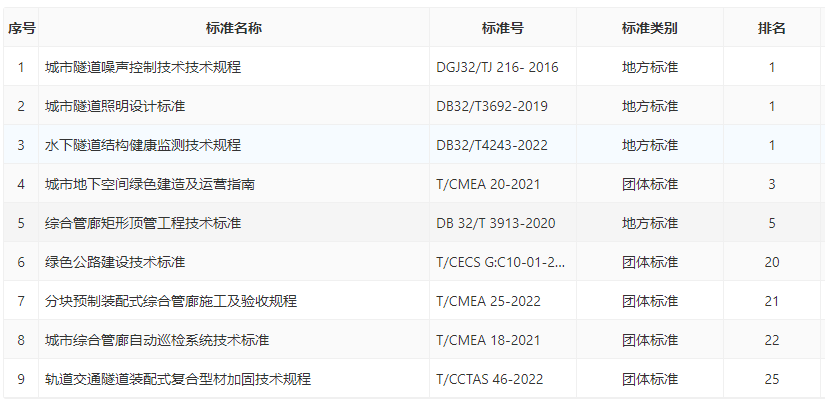 序号 标准名称 标准号 标准类别 排名
1 城市隧道噪声控制技术技术规程 DGJ32/TJ 216- 2016 地方标准 1
2 城市隧道照明设计标准 DB32/T3692-2019 地方标准 1
3 水下隧道结构健康监测技术规程 DB32/T4243-2022 地方标准 1
4 城市地下空间绿色建造及运营指南 T/CMEA 20-2021 团体标准 3
5 综合管廊矩形顶管工程技术标准 DB 32/T 3913-2020 地方标准 5
6 绿色公路建设技术标准 T/CECS G:C10-01-2... 团体标准 20
7 分块预制装配式综合管廊施工及验收规程 T/CMEA 25-2022 团体标准 21
8 城市综合管廊自动巡检系统技术标准 T/CMEA 18-2021 团体标准 22
9 轨道交通隧道装配式复合型材加固技术规程 T/CCTAS 46-2022 团体标准 25